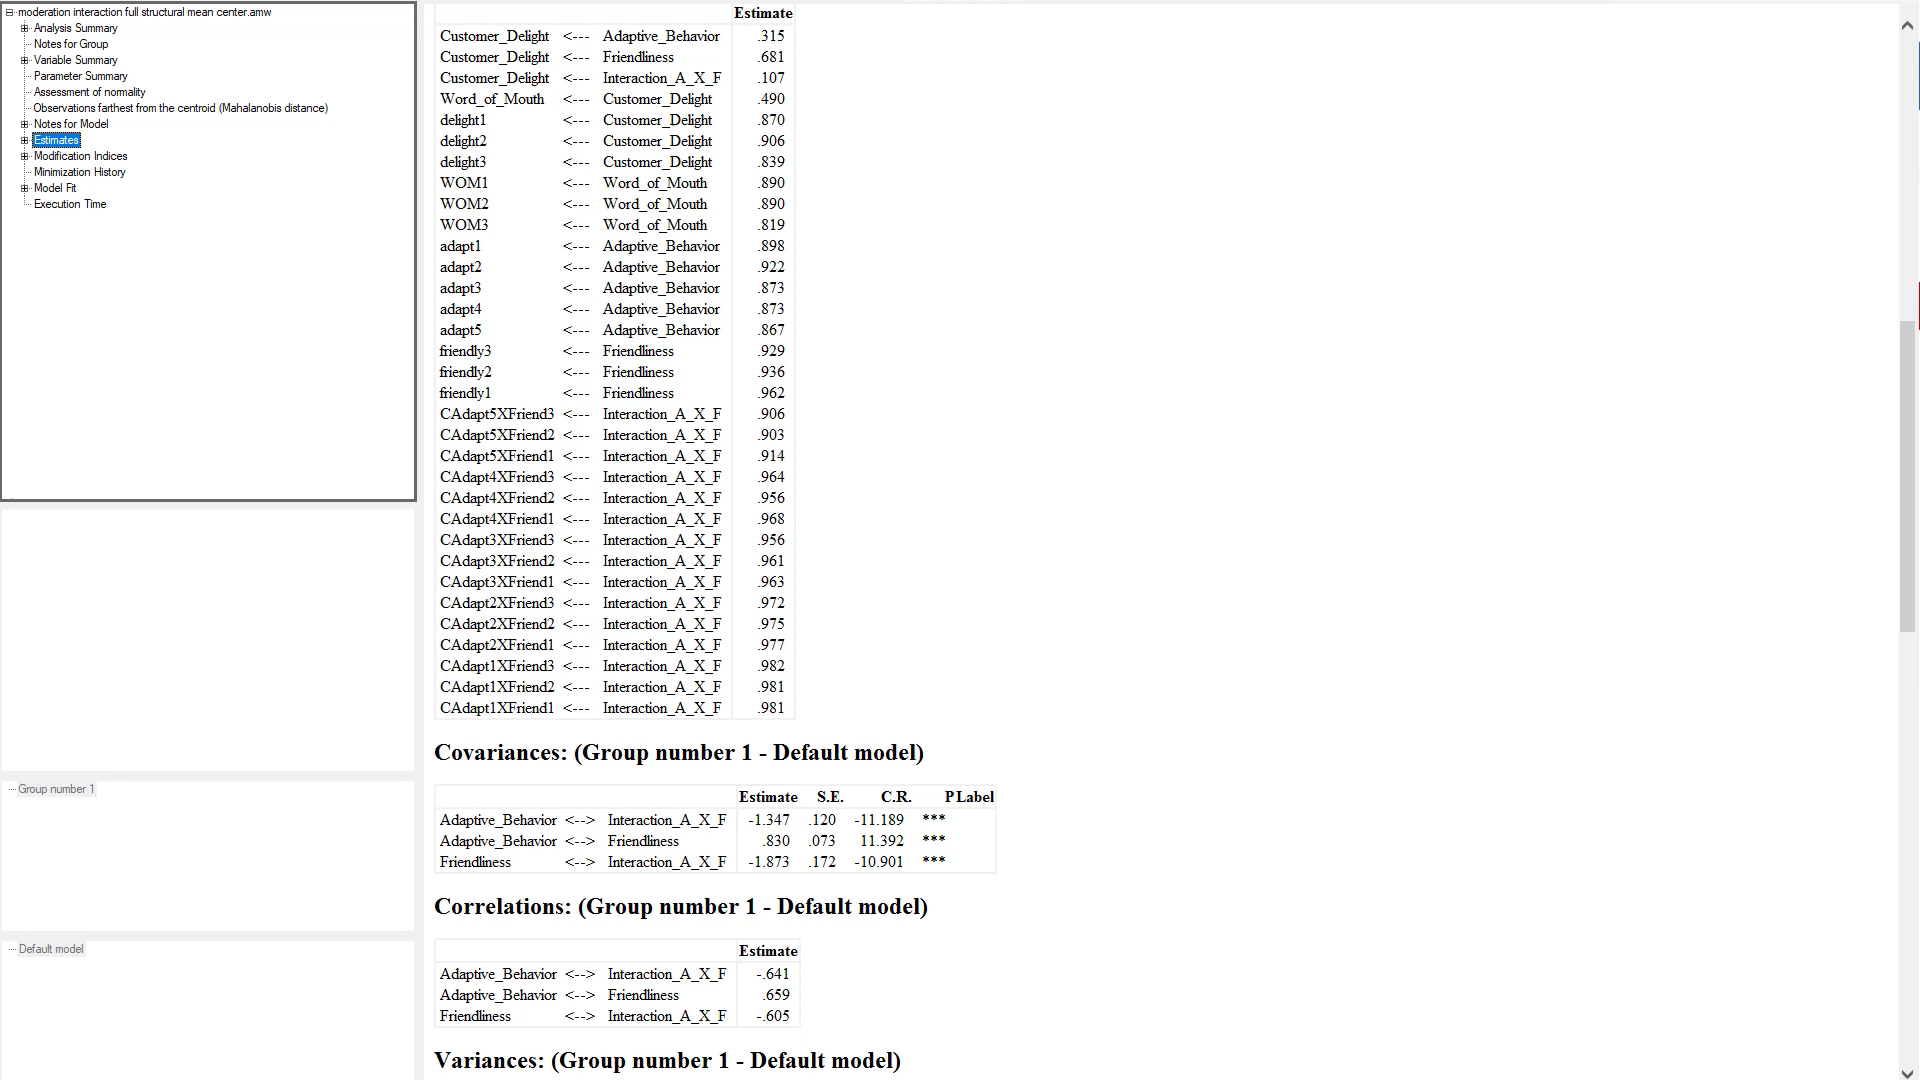 moderation interaction full structural mean center.amw
Analysis Summary
Notes for Group
Variable Summary
Parameter Summary
Assessment of normality
Observations farthest from the centroid (Mahalanobis distance)
Notes for Model
Estimates
Modification Indices
Minimization History
Model Fit
Execution Time
Group number 1
Default model
Estimate
Customer_Delight <--- Adaptive_Behavior .315
Customer_Delight <--- Friendliness .681
Customer_Delight <--- Interaction_A_X_F .107
Word_of_Mouth <--- Customer_Delight .490
delight1 <--- Customer_Delight .870
delight2 <--- Customer_Delight .906
delight3 <--- Customer_Delight .839
WOM1 <--- Word_of_Mouth .890
WOM2 <--- Word_of_Mouth .890
WOM3 <--- Word_of_Mouth .819
adapt1 <--- Adaptive_Behavior .898
adapt2 <--- Adaptive_Behavior .922
adapt3 <--- Adaptive_Behavior .873
adapt4 <--- Adaptive_Behavior .873
adapt5 <--- Adaptive_Behavior .867
friendly3 <--- Friendliness .929
friendly2 <--- Friendliness .936
friendly1 <--- Friendliness .962
CAdapt5XFriend3 <--- Interaction_A_X_F .906
CAdapt5XFriend2 <--- Interaction_A_X_F .903
CAdapt5XFriend1 <--- Interaction_A_X_F .914
CAdapt4XFriend3 <--- Interaction_A_X_F .964
CAdapt4XFriend2 <--- Interaction_A_X_F .956
CAdapt4XFriend1 <--- Interaction_A_X_F .968
CAdapt3XFriend3 <--- Interaction_A_X_F .956
CAdapt3XFriend2 <--- Interaction_A_X_F .961
CAdapt3XFriend1 <--- Interaction_A_X_F .963
CAdapt2XFriend3 <--- Interaction_A_X_F .972
CAdapt2XFriend2 <--- Interaction_A_X_F .975
CAdapt2XFriend1 <--- Interaction_A_X_F .977
CAdapt1XFriend3 <--- Interaction_A_X_F .982
CAdapt1XFriend2 <--- Interaction_A_X_F .981
CAdapt1XFriend1 <--- Interaction_A_X_F .981
Covariances: (Group number 1 - Default model)
Estimate S.E. C.R. P Label
Adaptive_Behavior <--> Interaction_A_X_F -1.347 .120 -11.189 ***
Adaptive_Behavior <--> Friendliness .830 .073 11.392 ***
Friendliness <--> Interaction_A_X_F -1.873 .172 -10.901 ***
Correlations: (Group number 1 - Default model)
Estimate
Adaptive_Behavior <--> Interaction_A_X_F -.641
Adaptive_Behavior <--> Friendliness .659
Friendliness <--> Interaction_A_X_F -.605
Variances: (Group number 1 - Default model)